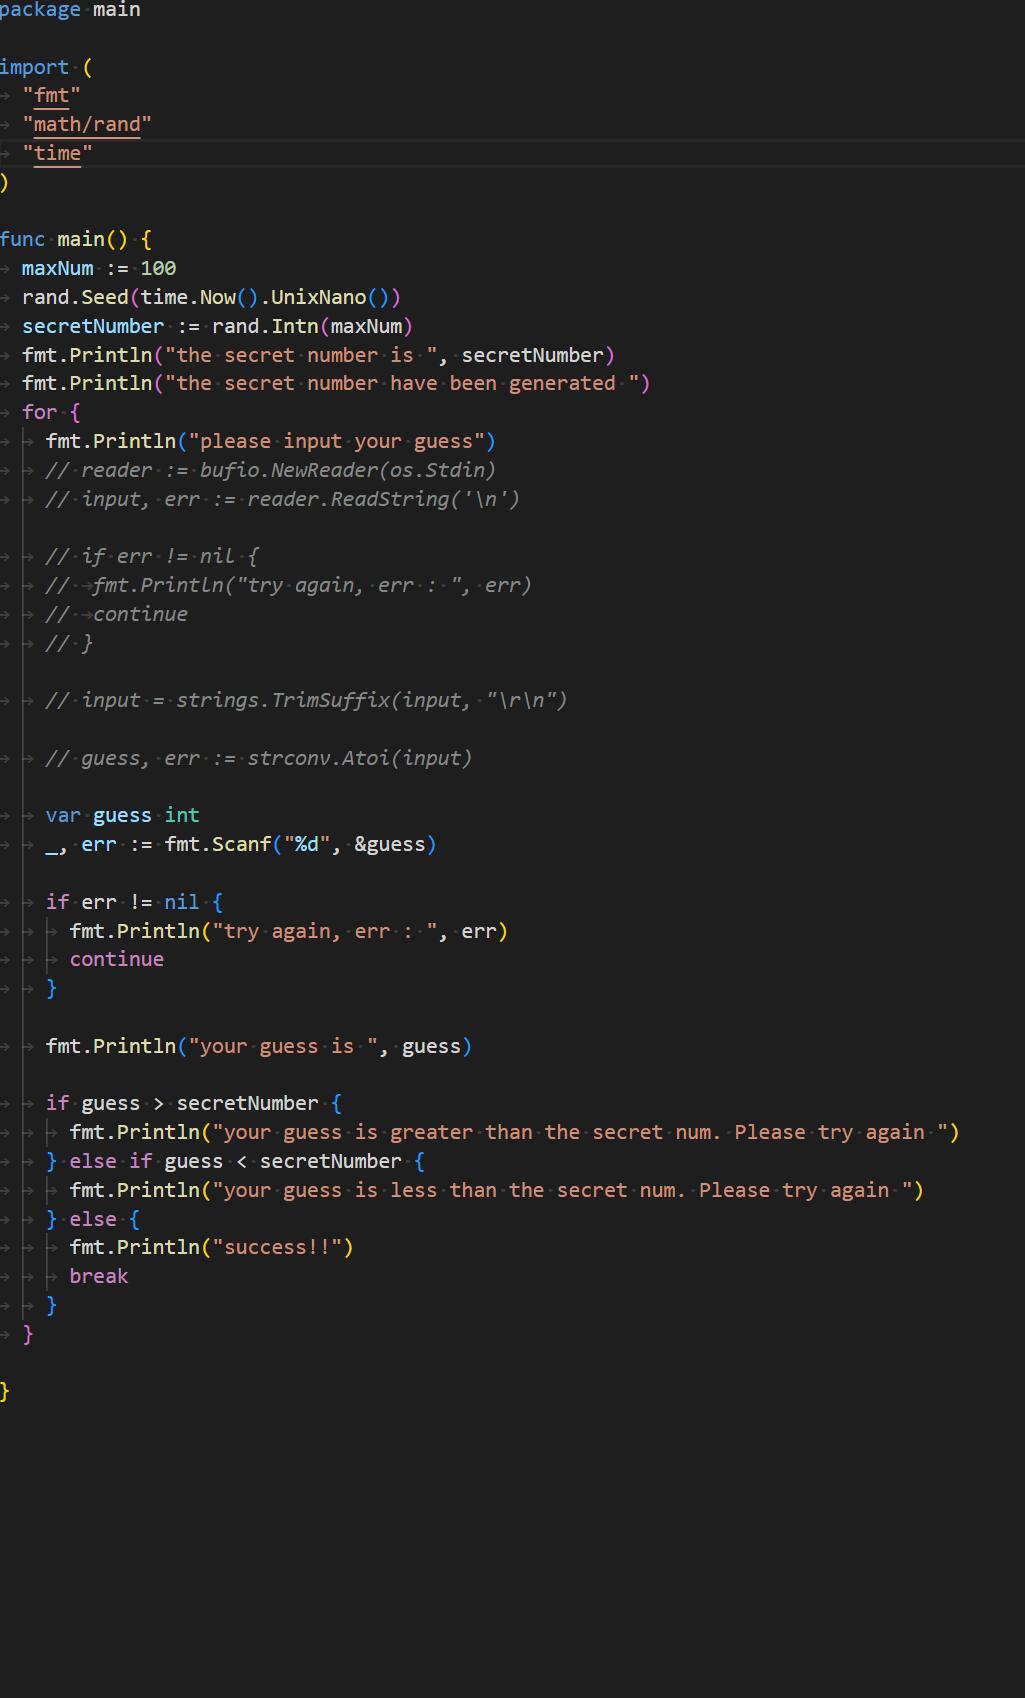 package main
import (
"fmt"
"math/rand"
"time"
)
func main() {
maxNum := 100
rand.Seed(time.Now().UnixNano())
secretNumber := rand.Intn(maxNum)
fmt.Println("the secret number is ", secretNumber)
fmt.Println("the secret number have been generated ")
for {
fmt.Println("please input your guess")
// reader := bufio.NewReader(os.Stdin)
// input, err := reader.ReadString('\n')
// if err != nil {
// fmt.Println("try again, err : ", err)
// continue
// }
// input = strings.TrimSuffix(input, "\r\n")
// guess, err := strconv.Atoi(input)
var guess int
_, err := fmt.Scanf("%d", &guess)
if err != nil {
fmt.Println("try again, err : ", err)
continue
}
fmt.Println("your guess is ", guess)
if guess > secretNumber {
fmt.Println("your guess is greater than the secret num. Please try again ")
} else if guess < secretNumber {
fmt.Println("your guess is less than the secret num. Please try again ")
} else {
fmt.Println("success!!")
break
}
}
}